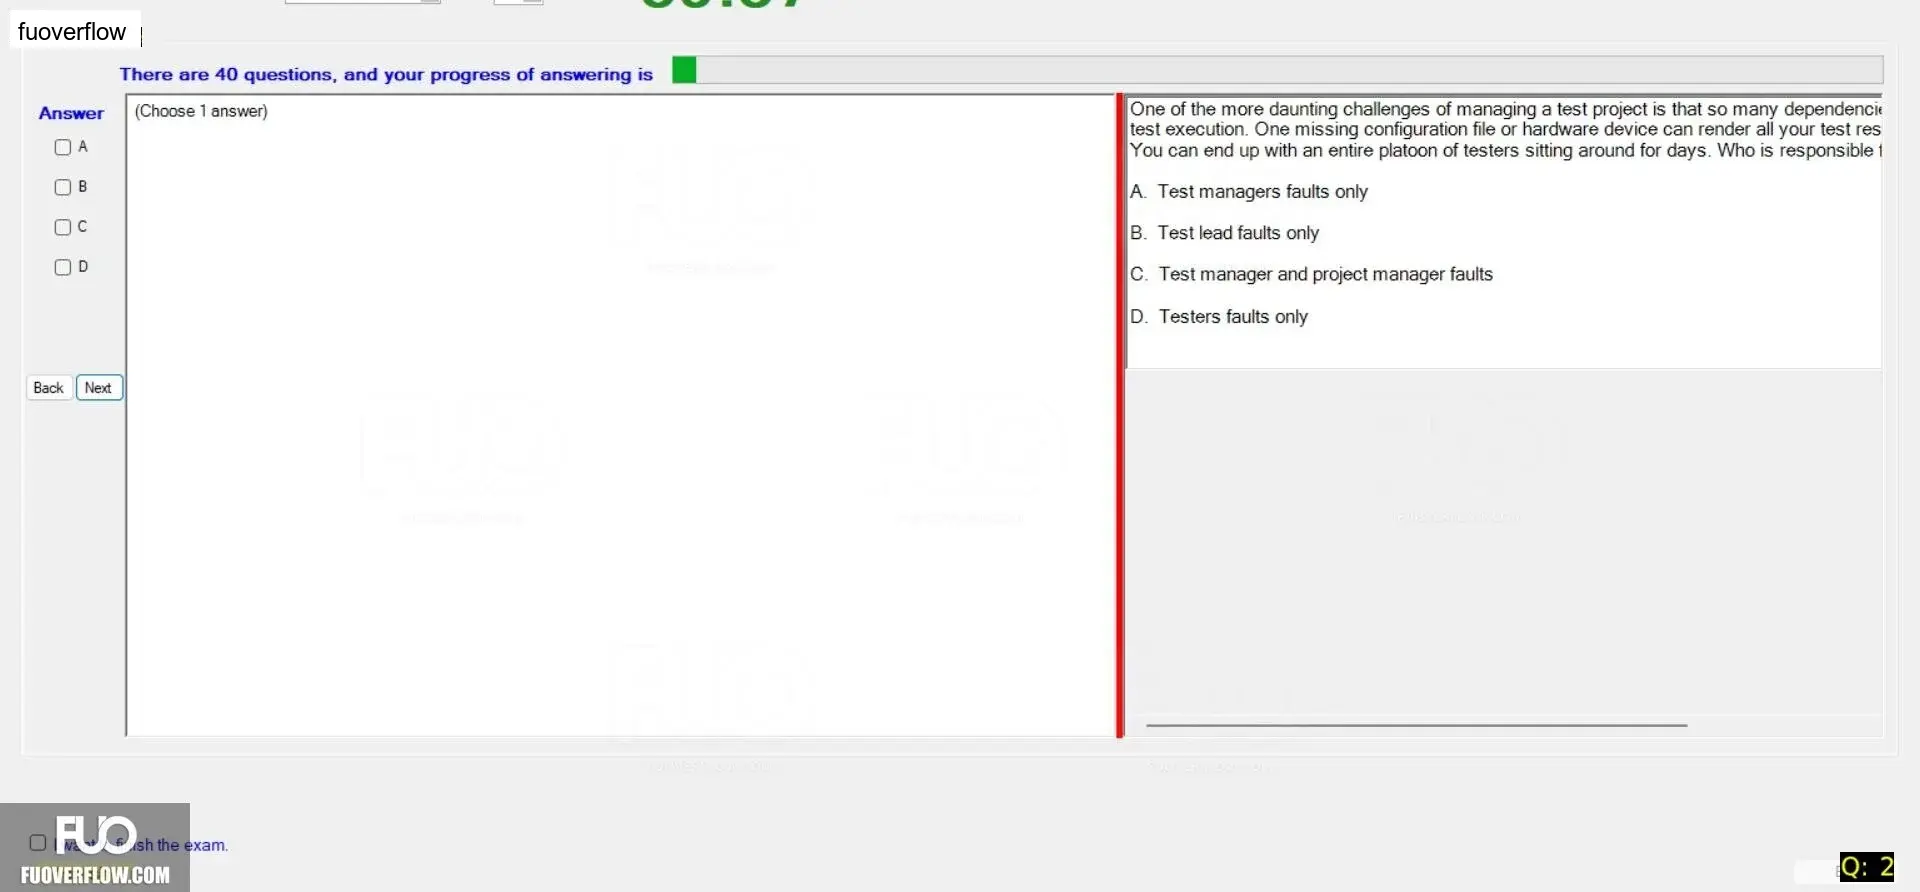 fuoverflow
There are 40 questions, and your progress of answering is
Answer
(Choose 1 answer)
A
B
C
D
Back
Next
One of the more daunting challenges of managing a test project is that so many dependencie
test execution. One missing configuration file or hardware device can render all your test res
You can end up with an entire platoon of testers sitting around for days. Who is responsible f
A. Test managers faults only
B. Test lead faults only
C. Test manager and project manager faults
D. Testers faults only
the exam.
FUO
FUOVERFLOW.COM
Q: 2